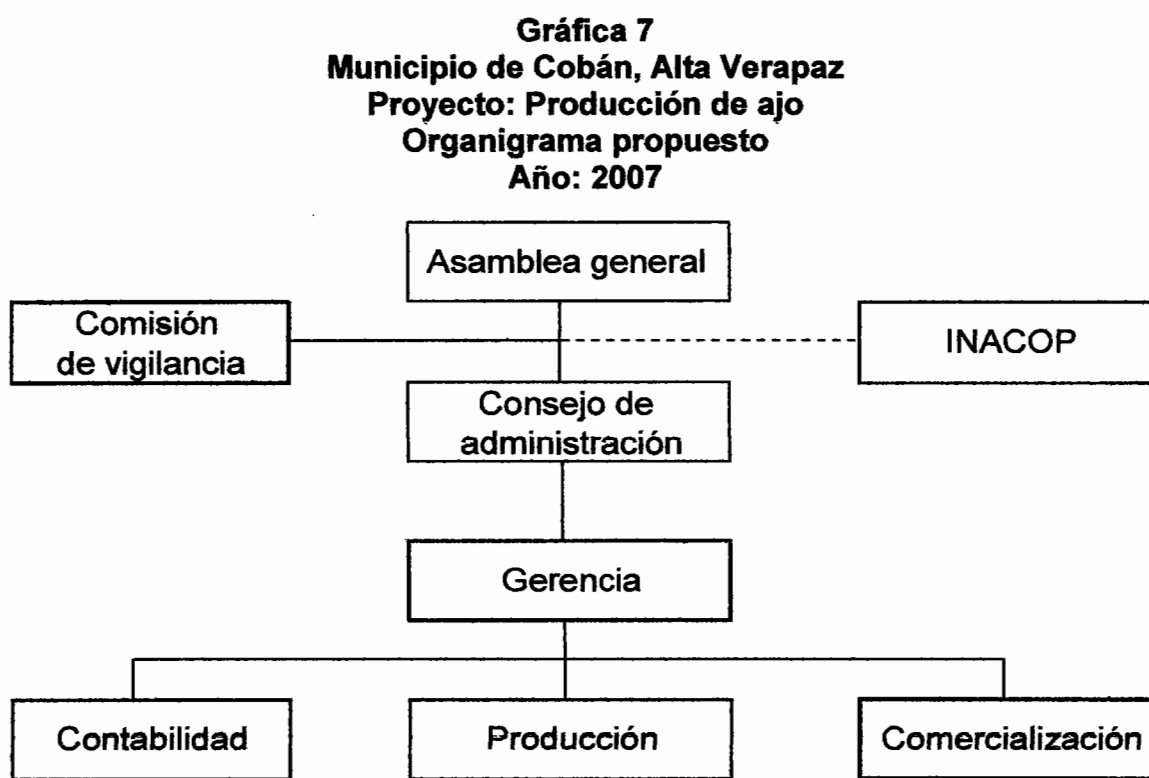 Gráfica 7
Municipio de Cobán, Alta Verapaz
Proyecto: Producción de ajo
Organigrama propuesto
Año: 2007
Asamblea general
Comisión
de vigilancia
INACOP
Consejo de
administración
Gerencia
Contabilidad
Producción
Comercialización